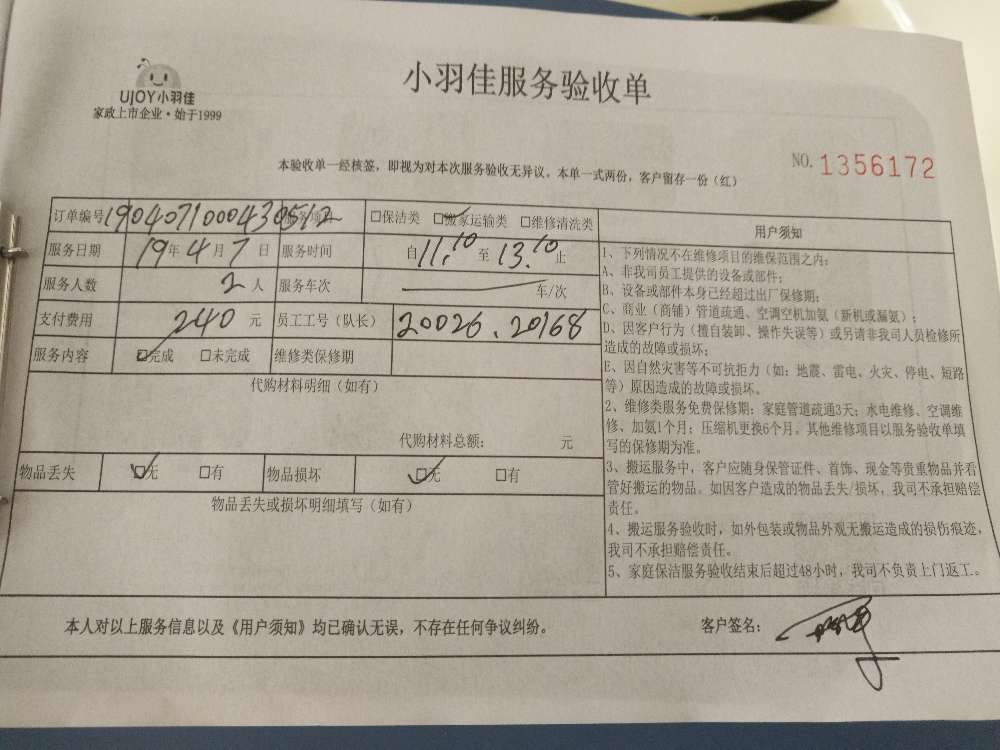 UJOY小羽佳
家政上市企业·始于1999
小羽佳服务验收单
本验收单一经核签，即视为对本次服务验收无异议。本单一式两份，客户留存一份（红）
NO. 1356172
订单编号 1904071000430512 服务项目 □保洁类 □搬家运输类 □维修清洗类
服务日期 19年4月7日 服务时间 自11.10至13.10止
服务人数 2人 服务车次 车/次
支付费用 240元 员工工号（队长） 20026、20168
服务内容 □完成 □未完成 维修类保修期
代购材料明细（如有）
代购材料总额： 元
物品丢失 □无 □有 物品损坏 □无 □有
物品丢失或损坏明细填写（如有）
用户须知
1、下列情况不在维修项目的维保范围之内：
A、非我司员工提供的设备或部件；
B、设备或部件本身已经超过出厂保修期；
C、商业（商铺）管道疏通、空调空机加氨（新机或漏氨）；
D、因客户行为（擅自装卸、操作失误等）或另请非我司人员检修所
造成的故障或损坏；
E、因自然灾害等不可抗拒力（如：地震、雷电、火灾、停电、短路
等）原因造成的故障或损坏。
2、维修类服务免费保修期：家庭管道疏通3天；水电维修、空调维
修、加氨1个月；压缩机更换6个月。其他维修项目以服务验收单填
写的保修期为准。
3、搬运服务中，客户应随身保管证件、首饰、现金等贵重物品并看
管好搬运的物品。如因客户造成的物品丢失/损坏，我司不承担赔偿
责任。
4、搬运服务验收时，如外包装或物品外观无搬运造成的损伤痕迹，
我司不承担赔偿责任。
5、家庭保洁服务验收结束后超过48小时，我司不负责上门返工。
本人对以上服务信息以及《用户须知》均已确认无误，不存在任何争议纠纷。
客户签名：